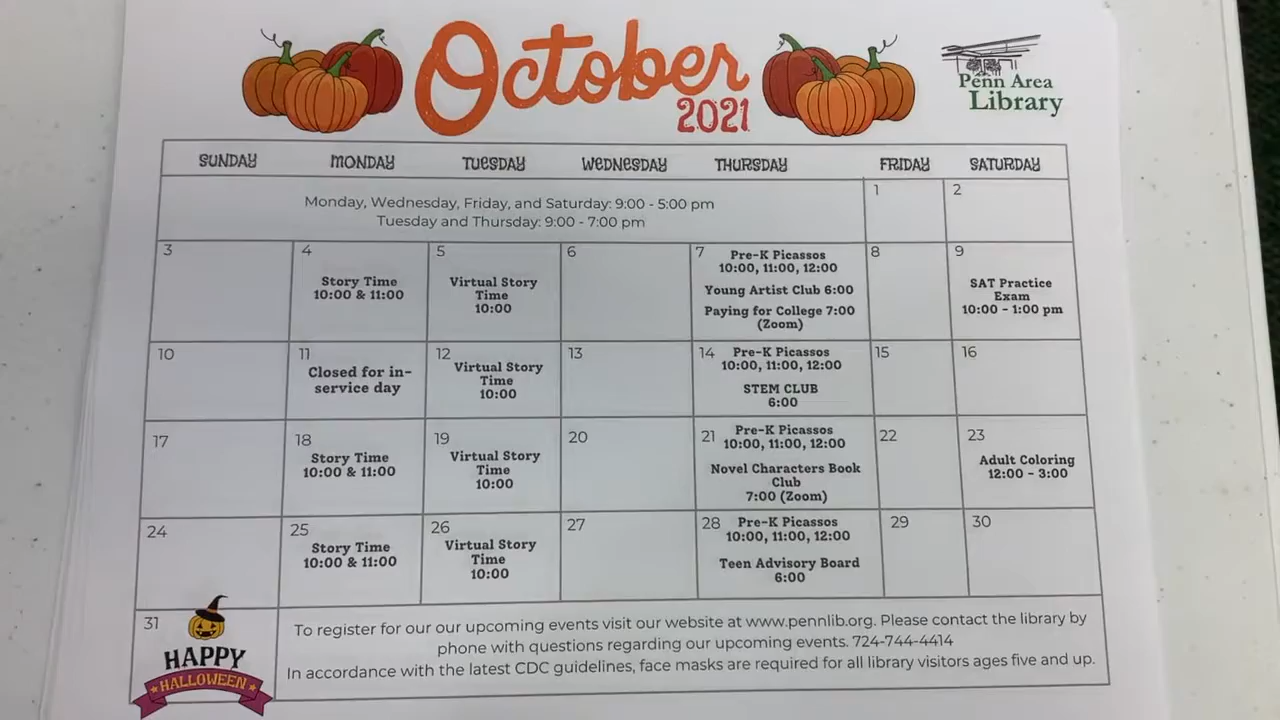 October
2021
Penn Area
Library
SUNDAY MONDAY TUESDAY WEDNESDAY THURSDAY FRIDAY SATURDAY
Monday, Wednesday, Friday, and Saturday: 9:00 - 5:00 pm
Tuesday and Thursday: 9:00 - 7:00 pm
1
2
3
4
Story Time
10:00 & 11:00
5
Virtual Story
Time
10:00
6
7 Pre-K Picassos
10:00, 11:00, 12:00
Young Artist Club 6:00
Paying for College 7:00
(Zoom)
8
9
SAT Practice
Exam
10:00 - 1:00 pm
10
11
Closed for in-
service day
12
Virtual Story
Time
10:00
13
14 Pre-K Picassos
10:00, 11:00, 12:00
STEM CLUB
6:00
15
16
17
18
Story Time
10:00 & 11:00
19
Virtual Story
Time
10:00
20
21 Pre-K Picassos
10:00, 11:00, 12:00
Novel Characters Book
Club
7:00 (Zoom)
22
23
Adult Coloring
12:00 - 3:00
24
25
Story Time
10:00 & 11:00
26
Virtual Story
Time
10:00
27
28 Pre-K Picassos
10:00, 11:00, 12:00
Teen Advisory Board
6:00
29
30
31
HAPPY
HALLOWEEN
To register for our our upcoming events visit our website at www.pennlib.org. Please contact the library by
phone with questions regarding our upcoming events. 724-744-4414
In accordance with the latest CDC guidelines, face masks are required for all library visitors ages five and up.